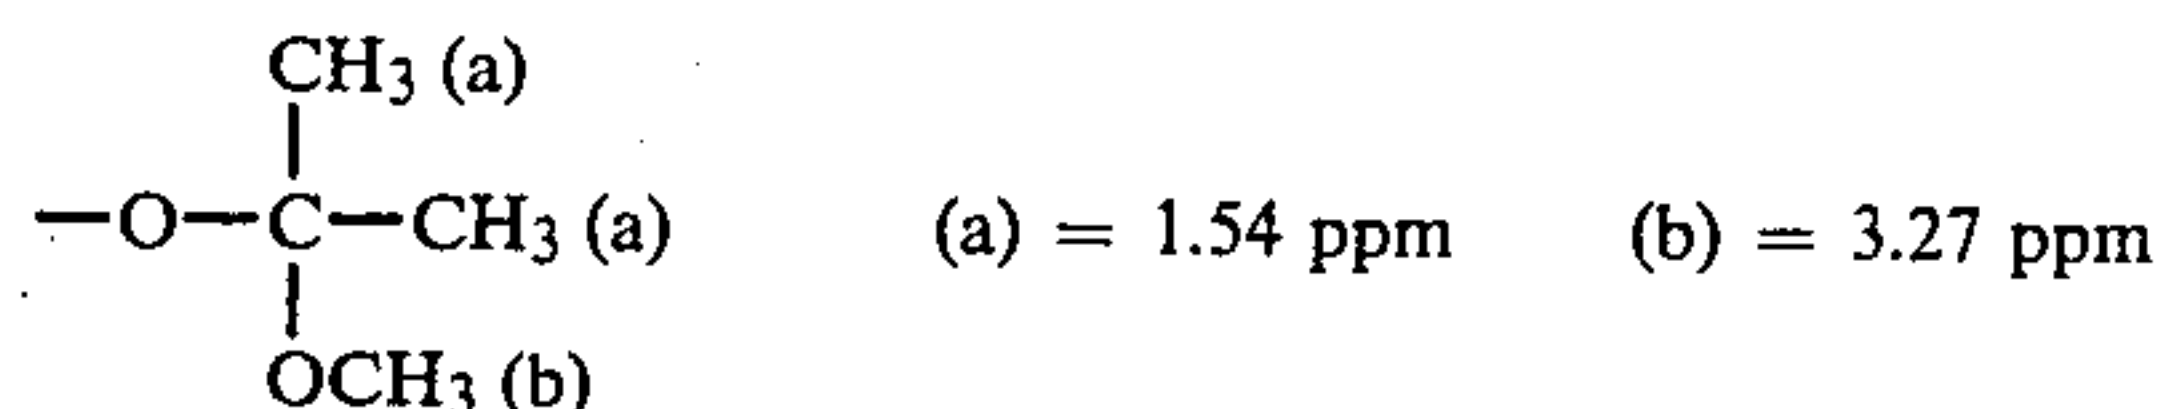 CH3 (a)
—O—C—CH3 (a) (a) = 1.54 ppm (b) = 3.27 ppm
OCH3 (b)